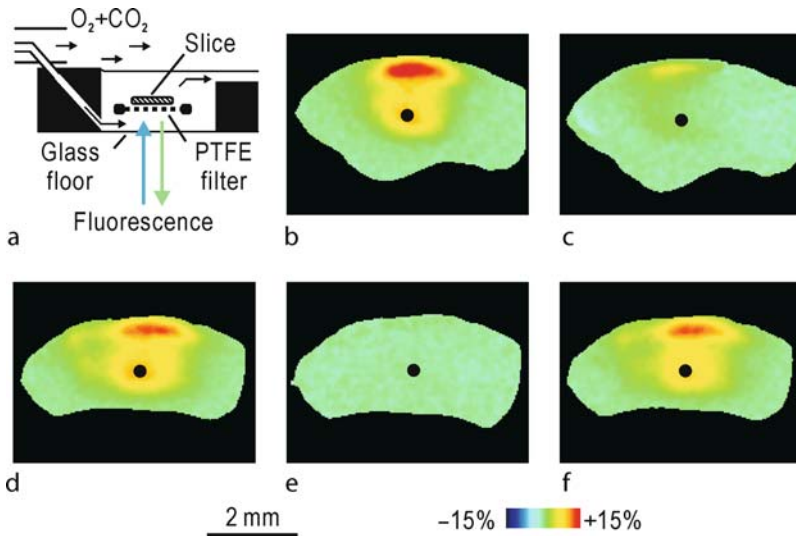 O₂+CO₂
Slice
Glass floor
PTFE filter
Fluorescence
a
b
c
d
e
f
2 mm
−15%
+15%